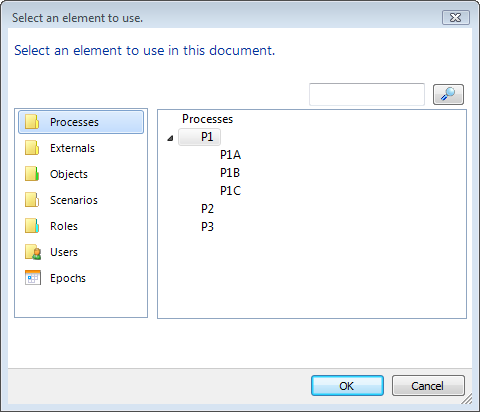 Select an element to use.
Select an element to use in this document.
Processes
Externals
Objects
Scenarios
Roles
Users
Epochs
Processes
P1
P1A
P1B
P1C
P2
P3
OK
Cancel